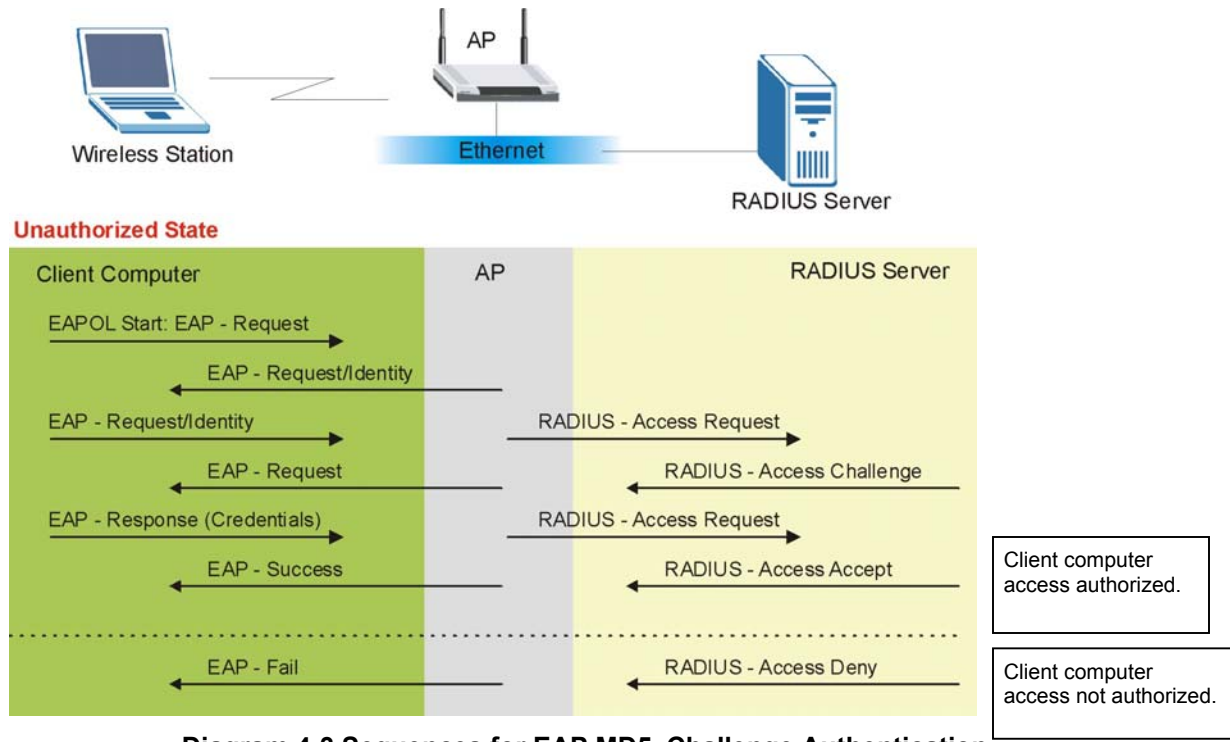 AP
Wireless Station
Ethernet
RADIUS Server
Unauthorized State
Client Computer
AP
RADIUS Server
EAPOL Start: EAP - Request
EAP - Request/Identity
EAP - Request/Identity
RADIUS - Access Request
EAP - Request
RADIUS - Access Challenge
EAP - Response (Credentials)
RADIUS - Access Request
EAP - Success
RADIUS - Access Accept
Client computer
access authorized.
EAP - Fail
RADIUS - Access Deny
Client computer
access not authorized.